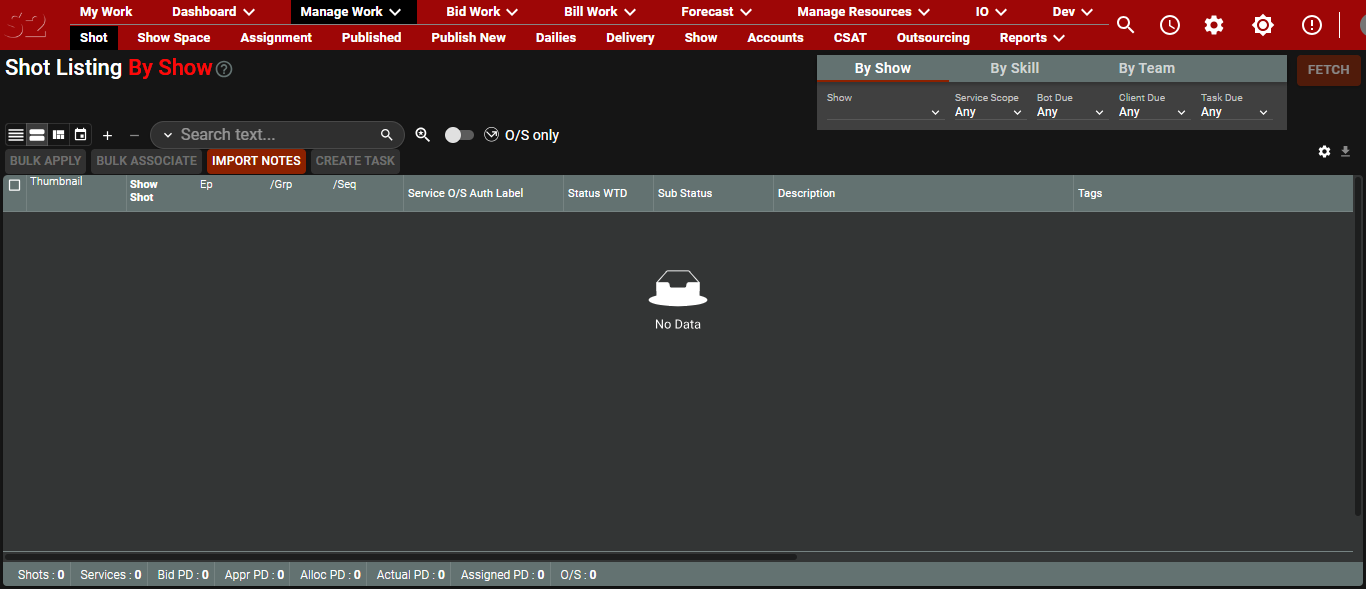 S2
My Work Dashboard Manage Work Bid Work Bill Work Forecast Manage Resources IO Dev
Shot Show Space Assignment Published Publish New Dailies Delivery Show Accounts CSAT Outsourcing Reports
Shot Listing By Show ?
By Show By Skill By Team
FETCH
Show Service Scope Bot Due Client Due Task Due
Any Any Any Any
Search text... O/S only
BULK APPLY BULK ASSOCIATE IMPORT NOTES CREATE TASK
Thumbnail Show Ep /Grp /Seq
Shot
Service O/S Auth Label Status WTD Sub Status Description Tags
No Data
Shots : 0 Services : 0 Bid PD : 0 Appr PD : 0 Alloc PD : 0 Actual PD : 0 Assigned PD : 0 O/S : 0